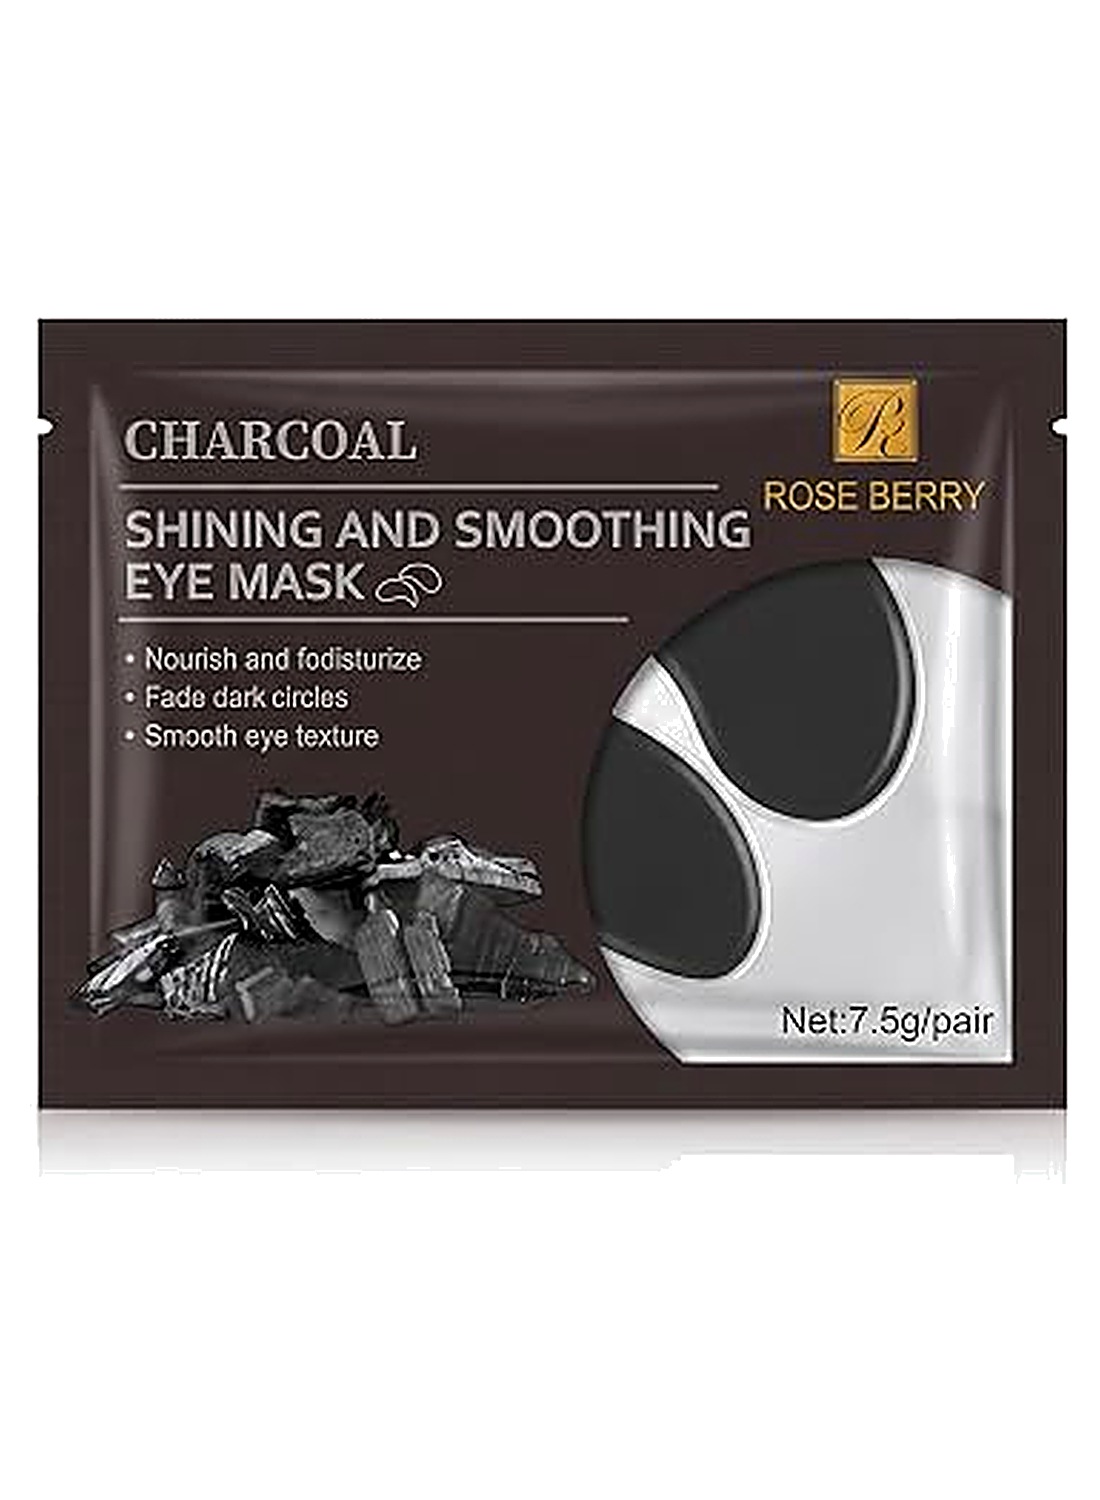 CHARCOAL
ROSE BERRY
SHINING AND SMOOTHING
EYE MASK
• Nourish and fodisturize
• Fade dark circles
• Smooth eye texture
Net:7.5g/pair